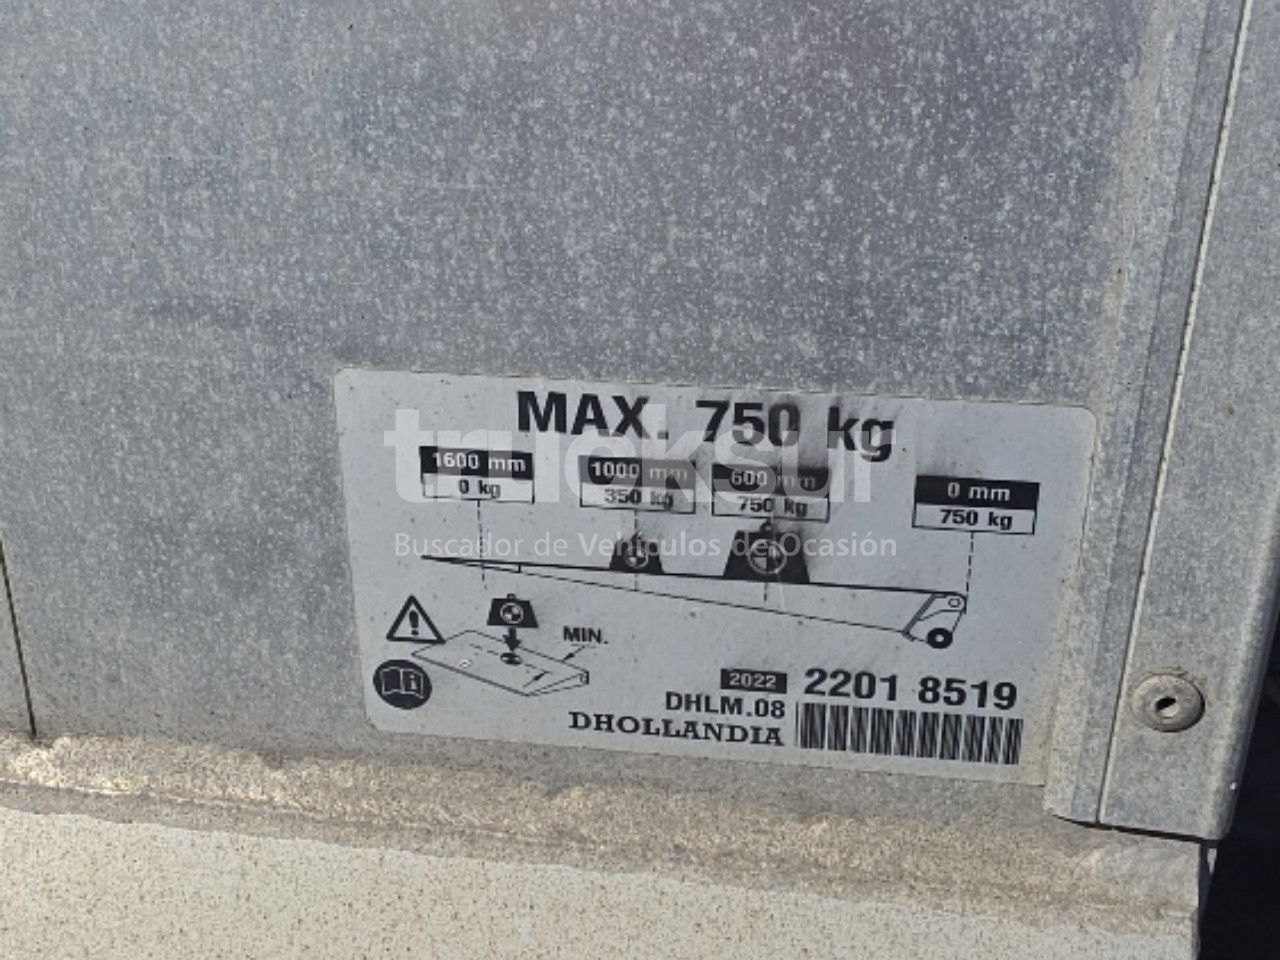 MAX. 750 kg
1600 mm
0 kg
1000 mm
350 kg
600 mm
750 kg
0 mm
750 kg
trucksur
Buscador de Vehículos de Ocasión
MIN.
2022 2201 8519
DHLM.08
DHOLLANDIA